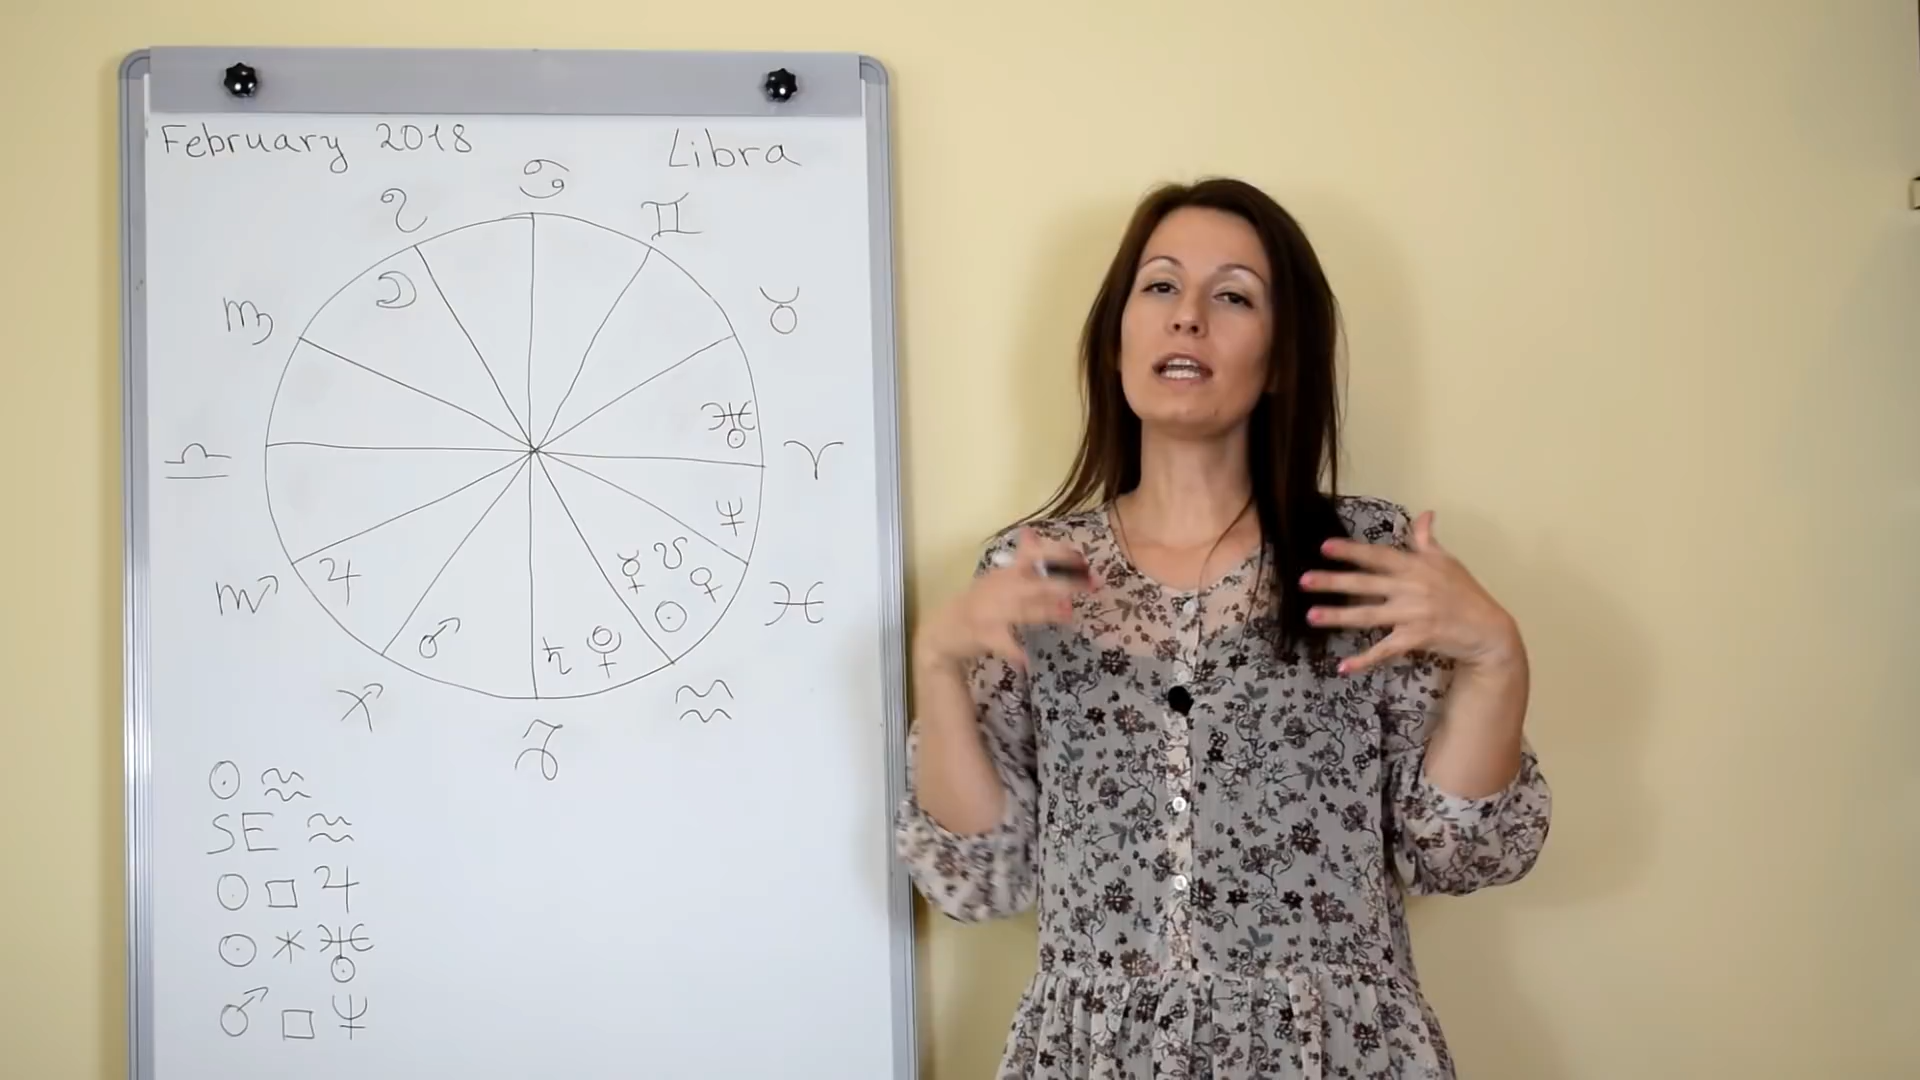 February 2018 Libra
♋
♌ ♊
☽
♍ ♉
♅
♎ ♈
♆
☿ ☋ ♀
♏ ♃ ☉ ♓
♂ ♄ ♇
♐ ♒
♑
☉ ♒
SE ♒
☉ □ ♃
☉ ⚹ ♅
♂ □ ♆